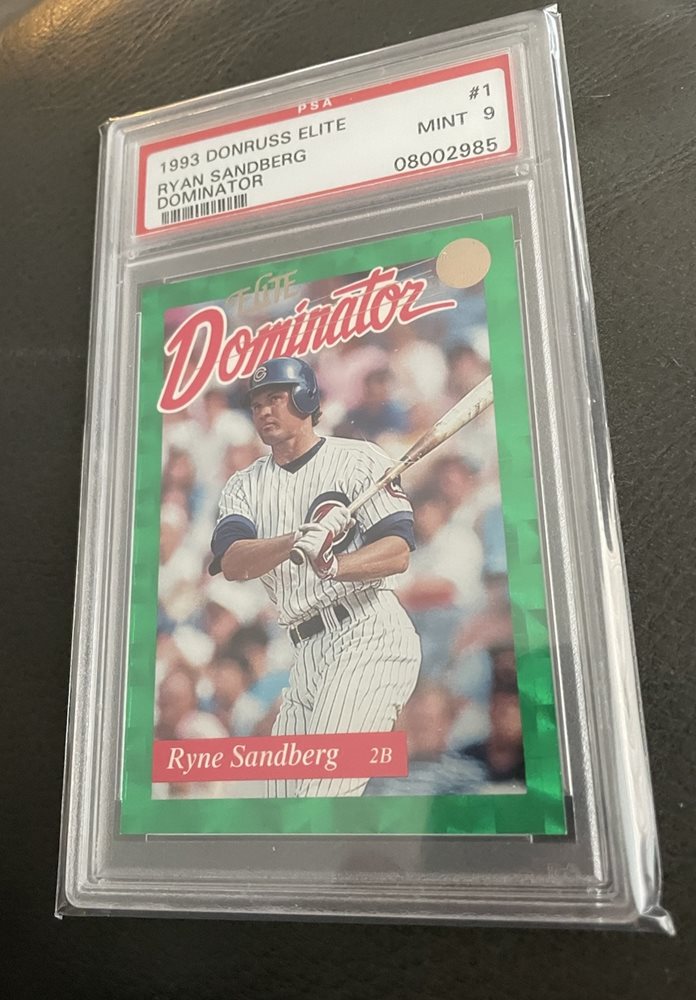 PSA
1993 DONRUSS ELITE #1
RYAN SANDBERG MINT 9
DOMINATOR 08002985
ELITE
Dominator
C
Ryne Sandberg 2B